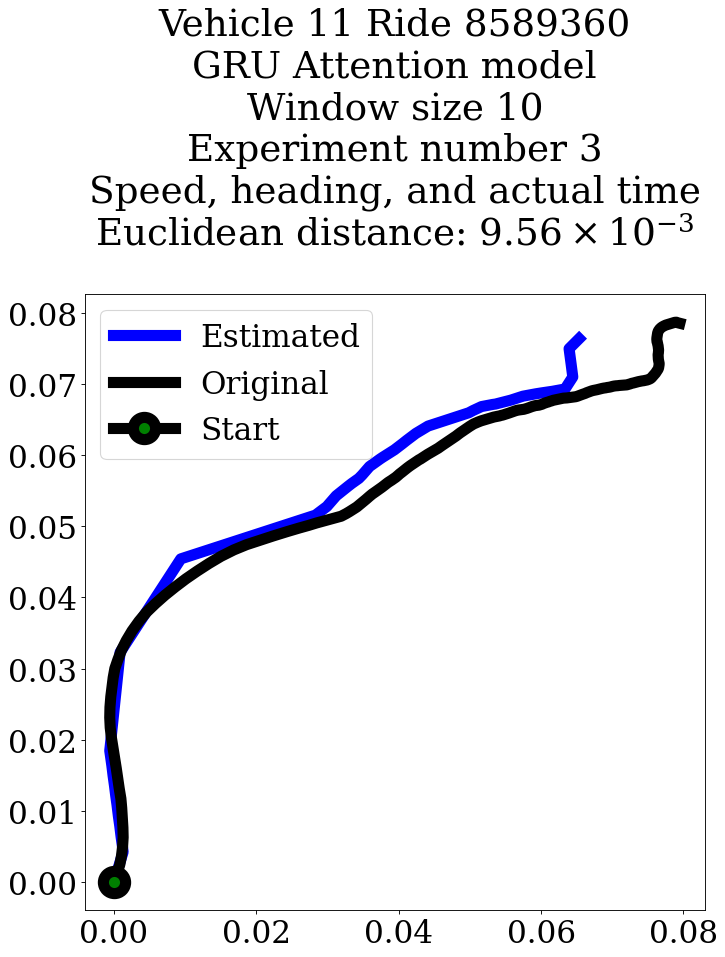 Vehicle 11 Ride 8589360
GRU Attention model
Window size 10
Experiment number 3
Speed, heading, and actual time
Euclidean distance: 9.56 × 10⁻³
Estimated
Original
Start
0.08
0.07
0.06
0.05
0.04
0.03
0.02
0.01
0.00
0.00 0.02 0.04 0.06 0.08